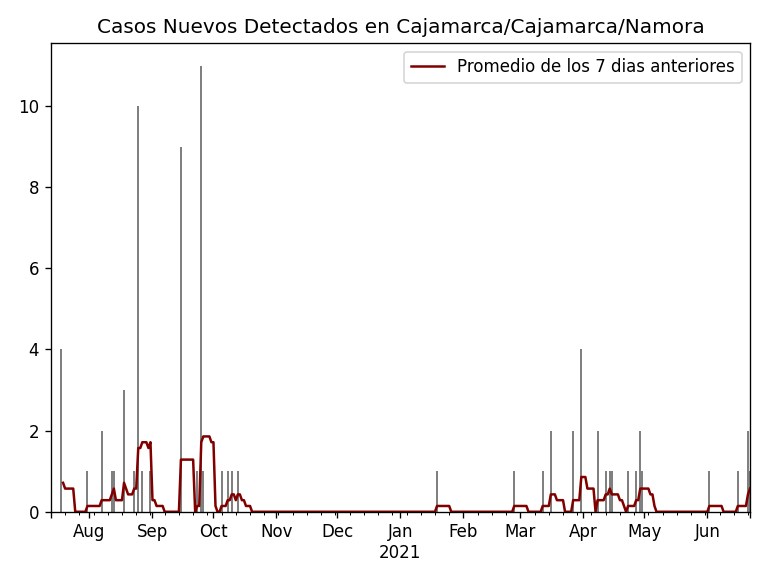 Casos Nuevos Detectados en Cajamarca/Cajamarca/Namora
Promedio de los 7 dias anteriores
10
8
6
4
2
0
Aug Sep Oct Nov Dec Jan Feb Mar Apr May Jun
2021